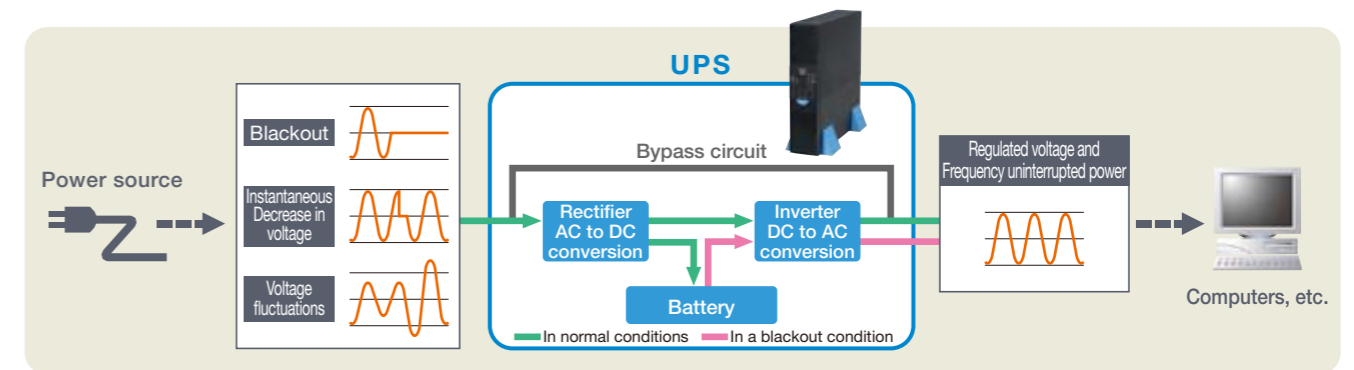 UPS
Power source
Blackout
Instantaneous
Decrease in
voltage
Voltage
fluctuations
Bypass circuit
Rectifier
AC to DC
conversion
Inverter
DC to AC
conversion
Battery
In normal conditions
In a blackout condition
Regulated voltage and
Frequency uninterrupted power
Computers, etc.